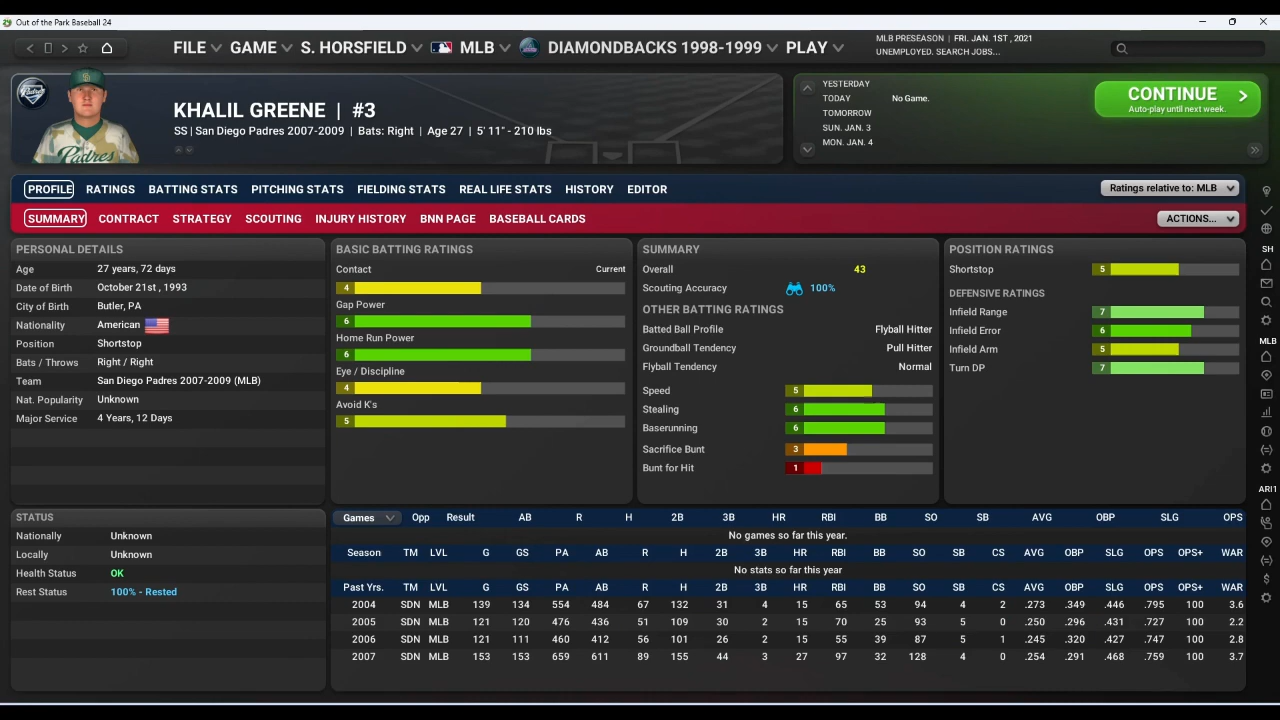 Out of the Park Baseball 24
FILE GAME S. HORSFIELD MLB DIAMONDBACKS 1998-1999 PLAY
MLB PRESEASON | FRI. JAN. 1ST , 2021
UNEMPLOYED. SEARCH JOBS...
KHALIL GREENE | #3
SS | San Diego Padres 2007-2009 | Bats: Right | Age 27 | 5' 11" - 210 lbs
YESTERDAY
TODAY No Game.
TOMORROW
SUN. JAN. 3
MON. JAN. 4
CONTINUE
Auto-play until next week.
PROFILE RATINGS BATTING STATS PITCHING STATS FIELDING STATS REAL LIFE STATS HISTORY EDITOR
Ratings relative to: MLB
SUMMARY CONTRACT STRATEGY SCOUTING INJURY HISTORY BNN PAGE BASEBALL CARDS
ACTIONS...
PERSONAL DETAILS
Age 27 years, 72 days
Date of Birth October 21st , 1993
City of Birth Butler, PA
Nationality American
Position Shortstop
Bats / Throws Right / Right
Team San Diego Padres 2007-2009 (MLB)
Nat. Popularity Unknown
Major Service 4 Years, 12 Days
BASIC BATTING RATINGS
Contact Current
4
Gap Power
6
Home Run Power
6
Eye / Discipline
4
Avoid K's
5
SUMMARY
Overall 43
Scouting Accuracy 100%
OTHER BATTING RATINGS
Batted Ball Profile Flyball Hitter
Groundball Tendency Pull Hitter
Flyball Tendency Normal
Speed 5
Stealing 6
Baserunning 6
Sacrifice Bunt 3
Bunt for Hit 1
POSITION RATINGS
Shortstop 5
DEFENSIVE RATINGS
Infield Range 7
Infield Error 6
Infield Arm 5
Turn DP 7
SH
MLB
ARI1
STATUS
Nationally Unknown
Locally Unknown
Health Status OK
Rest Status 100% - Rested
Games Opp Result AB R H 2B 3B HR RBI BB SO SB AVG OBP SLG OPS
No games so far this year.
Season TM LVL G GS PA AB R H 2B 3B HR RBI BB SO SB CS AVG OBP SLG OPS OPS+ WAR
No stats so far this year
Past Yrs. TM LVL G GS PA AB R H 2B 3B HR RBI BB SO SB CS AVG OBP SLG OPS OPS+ WAR
2004 SDN MLB 139 134 554 484 67 132 31 4 15 65 53 94 4 2 .273 .349 .446 .795 100 3.6
2005 SDN MLB 121 120 476 436 51 109 30 2 15 70 25 93 5 0 .250 .296 .431 .727 100 2.2
2006 SDN MLB 121 111 460 412 56 101 26 2 15 55 39 87 5 1 .245 .320 .427 .747 100 2.8
2007 SDN MLB 153 153 659 611 89 155 44 3 27 97 32 128 4 0 .254 .291 .468 .759 100 3.7